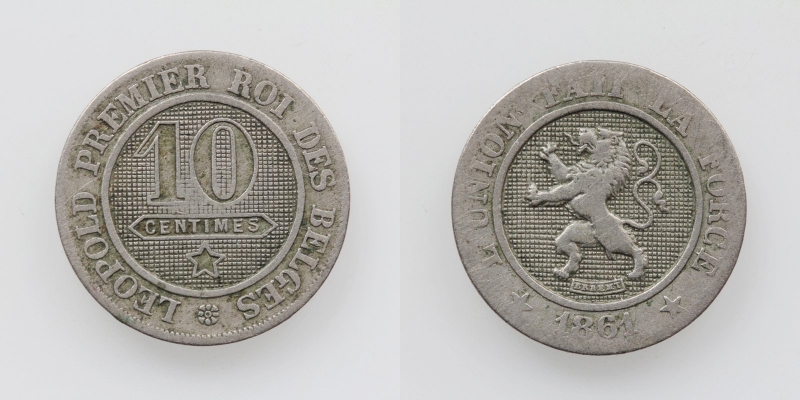 LEOPOLD PREMIER ROI DES BELGES
10
CENTIMES
L'UNION FAIT LA FORCE
1861